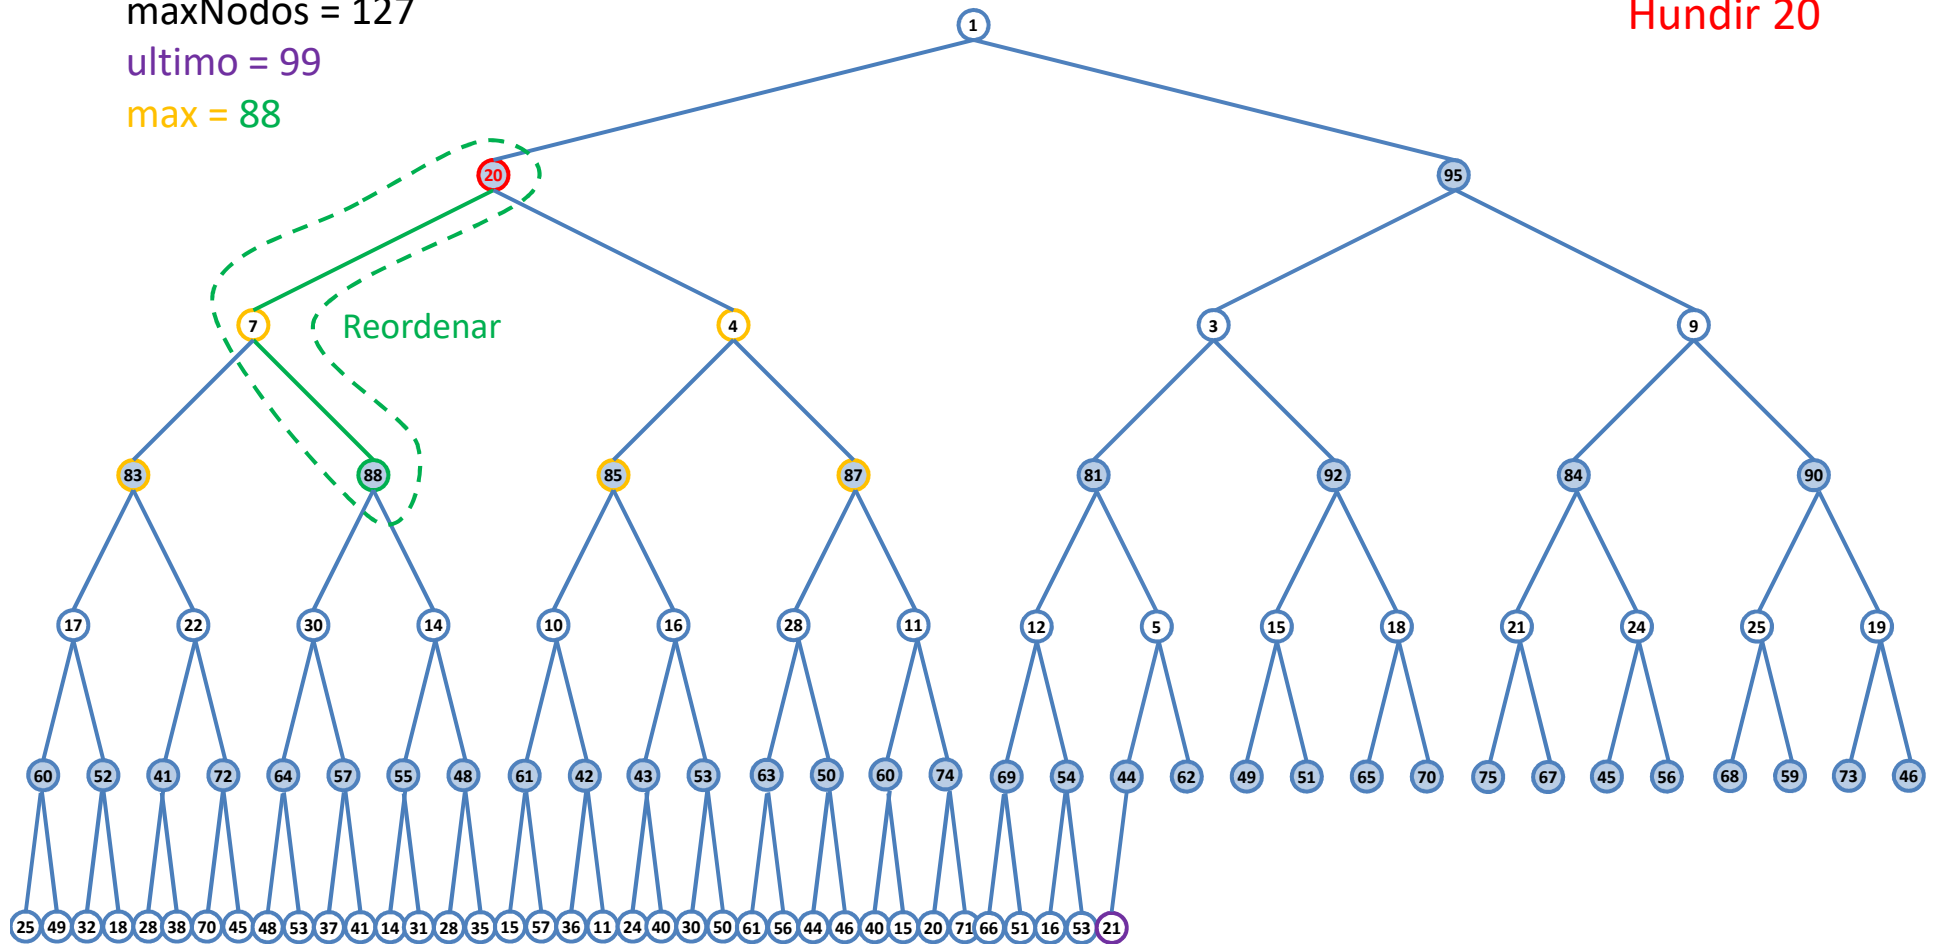 maxNodos = 127
Hundir 20
ultimo = 99
max = 88
1
20 95
Reordenar
7 4 3 9
83 88 85 87 81 92 84 90
17 22 30 14 10 16 28 11 12 5 15 18 21 24 25 19
60 52 41 72 64 57 55 48 61 42 43 53 63 50 60 74 69 54 44 62 49 51 65 70 75 67 45 56 68 59 73 46
25 49 32 18 28 38 70 45 48 53 37 41 14 31 28 35 15 57 36 11 24 40 30 50 61 56 44 46 40 15 20 71 66 51 16 53 21